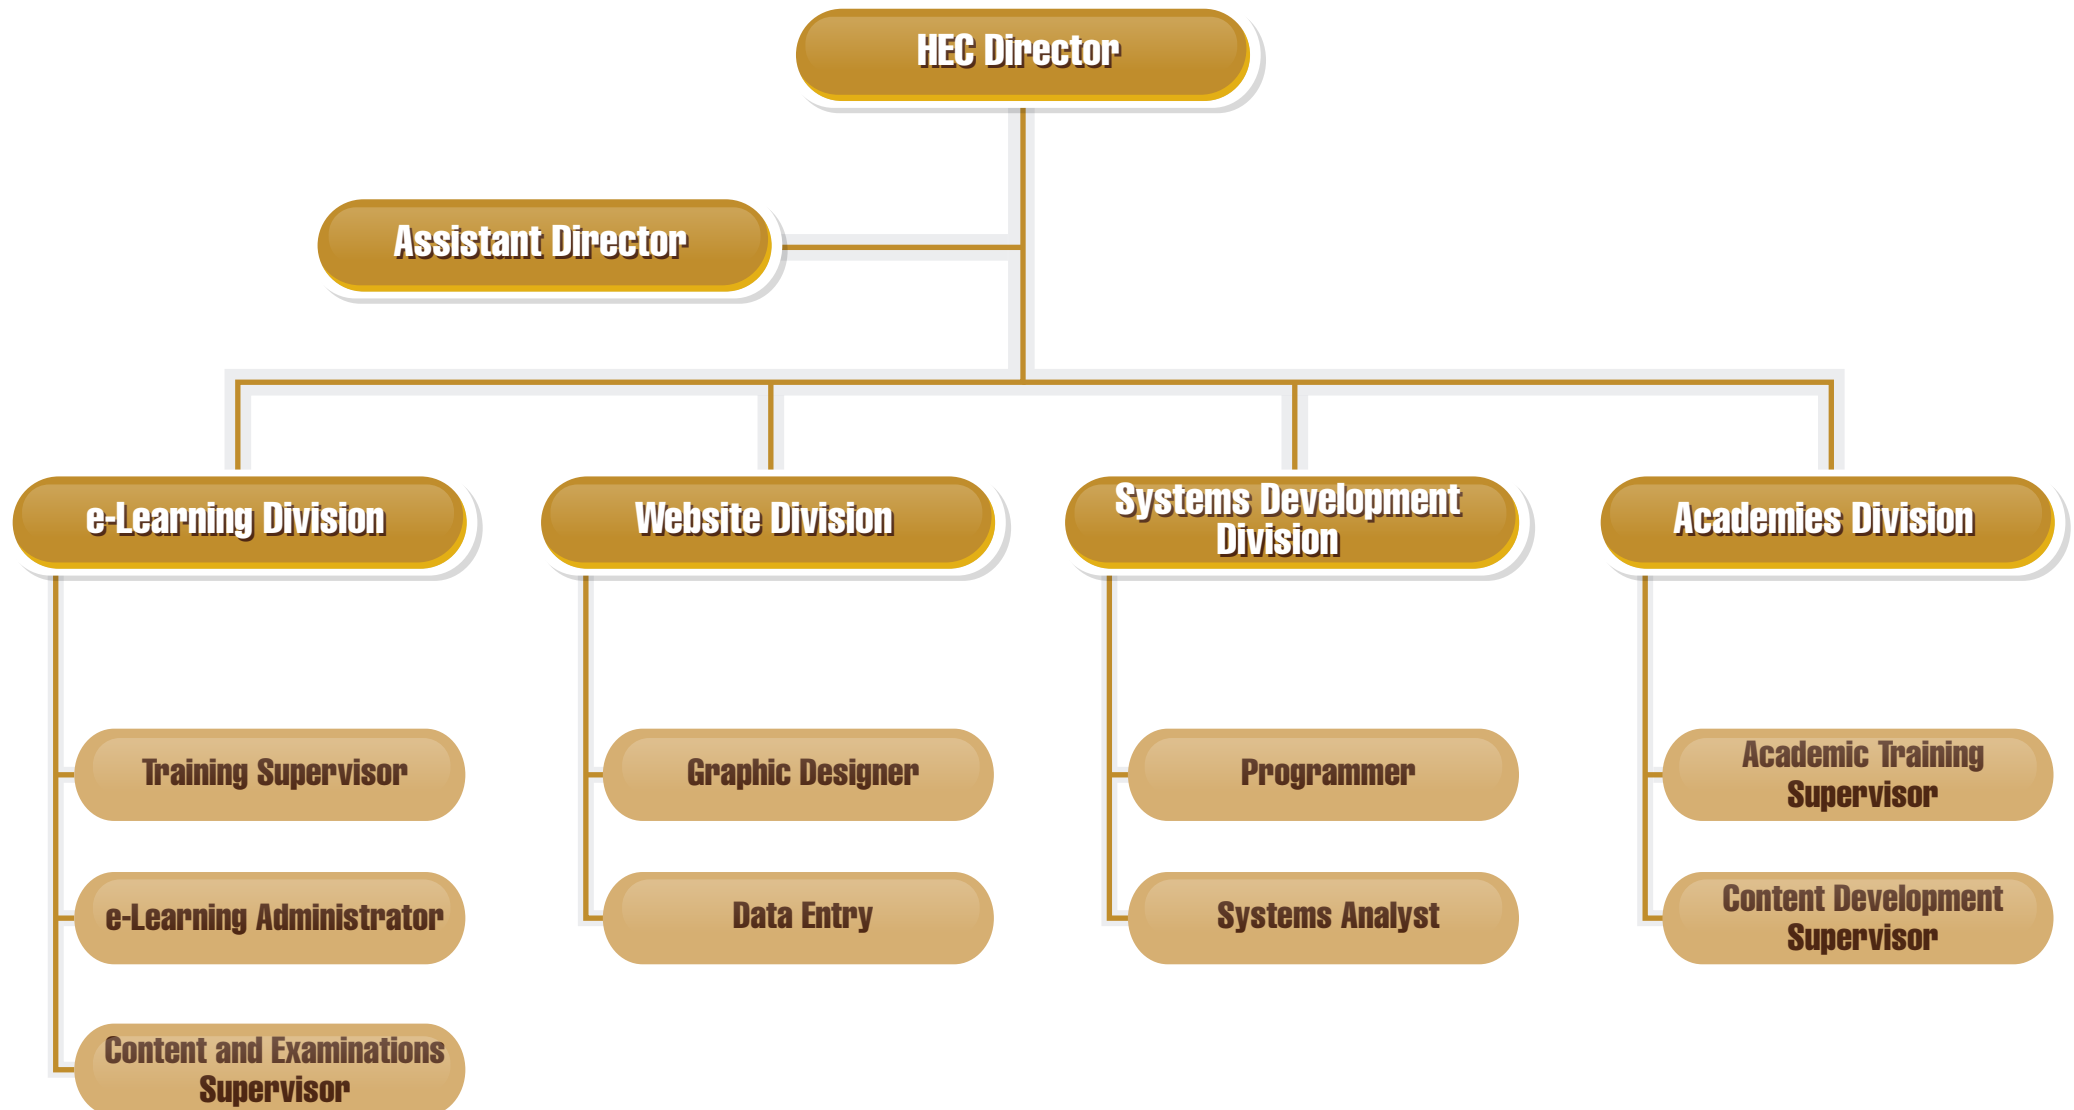 HEC Director
Assistant Director
e-Learning Division
Website Division
Systems Development
Division
Academies Division
Training Supervisor
Graphic Designer
Programmer
Academic Training
Supervisor
e-Learning Administrator
Data Entry
Systems Analyst
Content Development
Supervisor
Content and Examinations
Supervisor